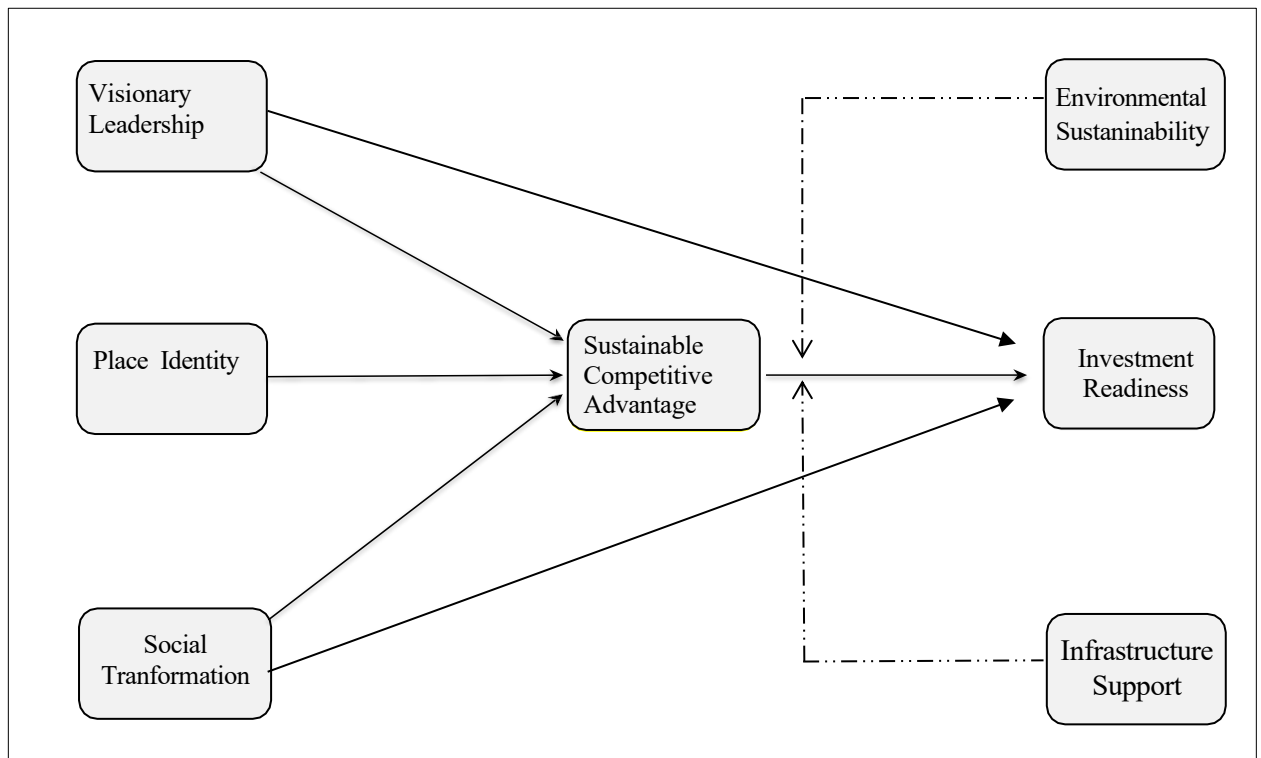 Visionary
Leadership
Environmental
Sustaninability
Place Identity
Sustainable
Competitive
Advantage
Investment
Readiness
Social
Tranformation
Infrastructure
Support